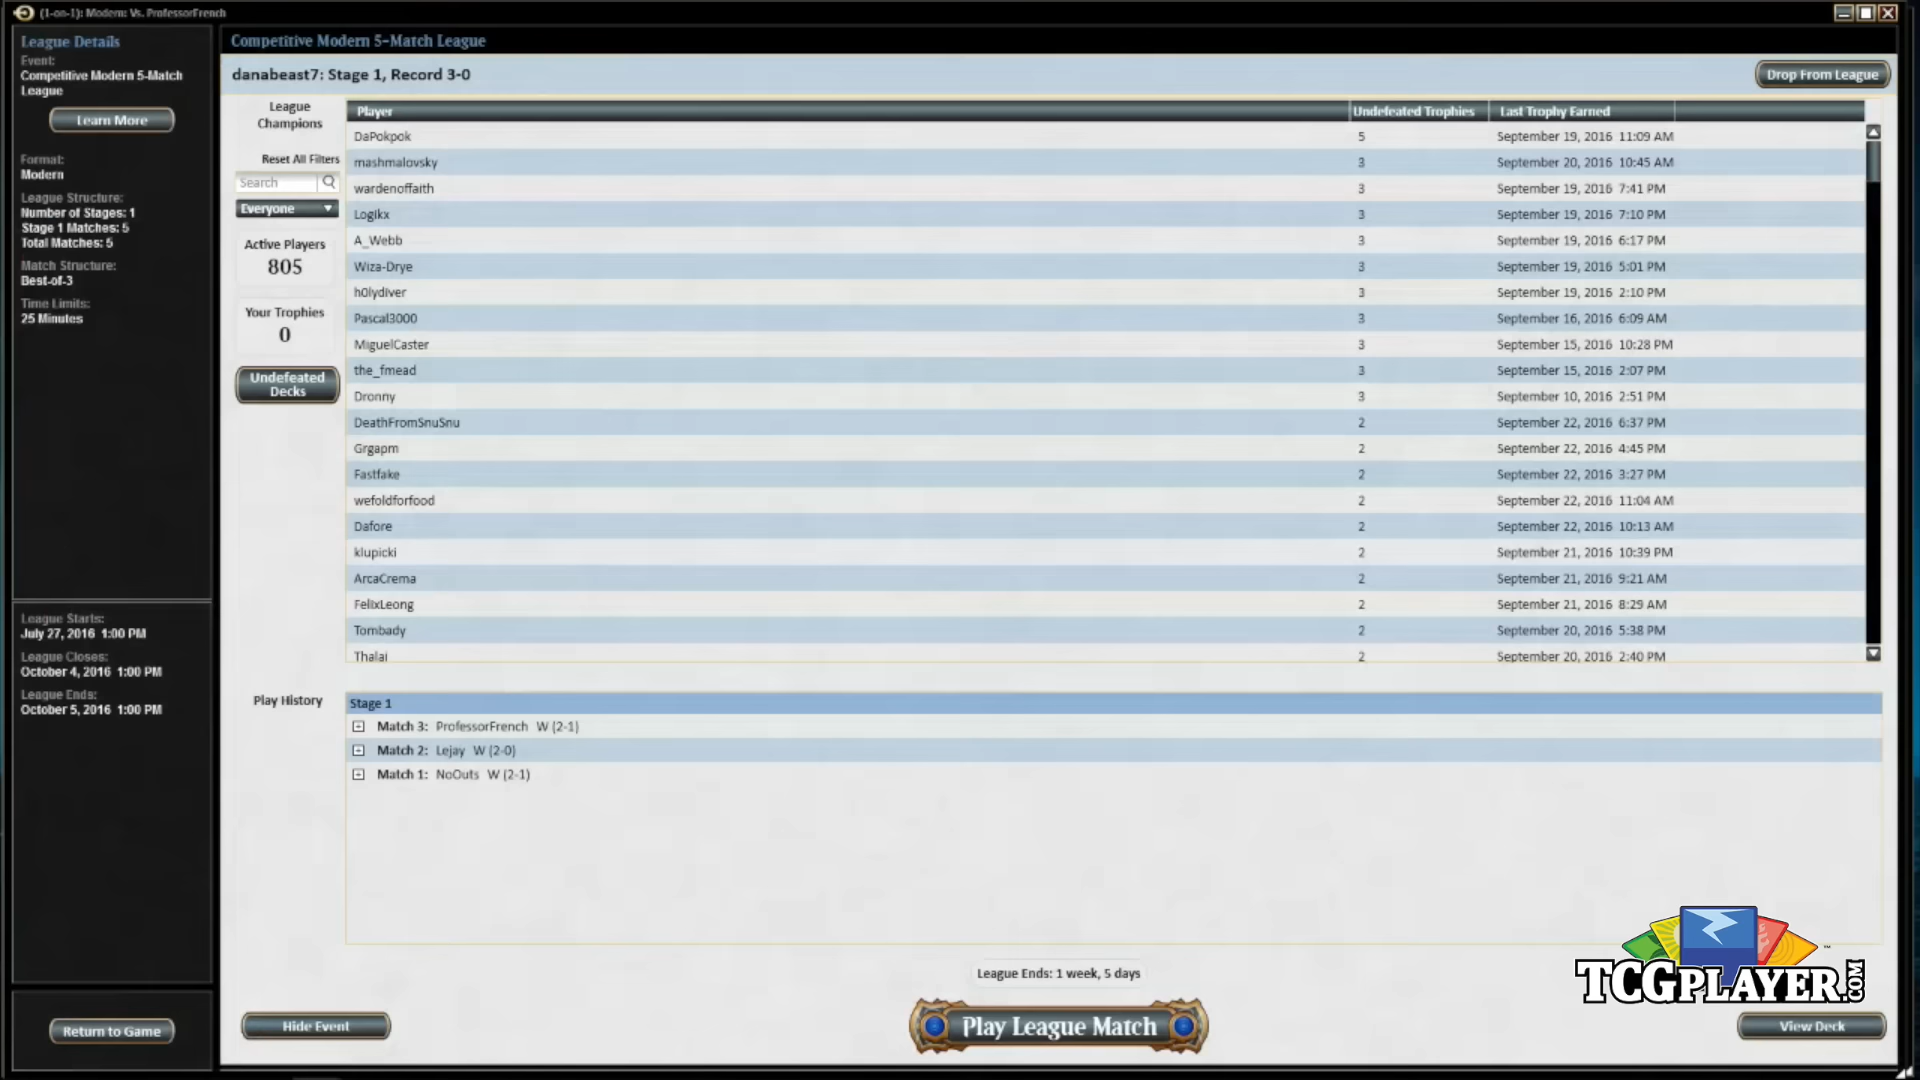 (1-on-1): Modern: Vs. ProfessorFrench
League Details
Event:
Competitive Modern 5-Match
League
Learn More
Format:
Modern
League Structure:
Number of Stages: 1
Stage 1 Matches: 5
Total Matches: 5
Match Structure:
Best-of-3
Time Limits:
25 Minutes
League Starts:
July 27, 2016 1:00 PM
League Closes:
October 4, 2016 1:00 PM
League Ends:
October 5, 2016 1:00 PM
Return to Game
Competitive Modern 5-Match League
danabeast7: Stage 1, Record 3-0
Drop From League
League
Champions
Reset All Filters
Search
Everyone
Active Players
805
Your Trophies
0
Undefeated
Decks
Player Undefeated Trophies Last Trophy Earned
DaPokpok 5 September 19, 2016 11:09 AM
mashmalovsky 3 September 20, 2016 10:45 AM
wardenoffaith 3 September 19, 2016 7:41 PM
Logikx 3 September 19, 2016 7:10 PM
A_Webb 3 September 19, 2016 6:17 PM
Wiza-Drye 3 September 19, 2016 5:01 PM
h0lydiver 3 September 19, 2016 2:10 PM
Pascal3000 3 September 16, 2016 6:09 AM
MiguelCaster 3 September 15, 2016 10:28 PM
the_fmead 3 September 15, 2016 2:07 PM
Dronny 3 September 10, 2016 2:51 PM
DeathFromSnuSnu 2 September 22, 2016 6:37 PM
Grgapm 2 September 22, 2016 4:45 PM
Fastfake 2 September 22, 2016 3:27 PM
wefoldforfood 2 September 22, 2016 11:04 AM
Dafore 2 September 22, 2016 10:13 AM
klupicki 2 September 21, 2016 10:39 PM
ArcaCrema 2 September 21, 2016 9:21 AM
FelixLeong 2 September 21, 2016 8:29 AM
Tombady 2 September 20, 2016 5:38 PM
Thalai 2 September 20, 2016 2:40 PM
Play History
Stage 1
Match 3: ProfessorFrench W (2-1)
Match 2: Lejay W (2-0)
Match 1: NoOuts W (2-1)
League Ends: 1 week, 5 days
Hide Event
Play League Match
View Deck
TCGPLAYER.COM